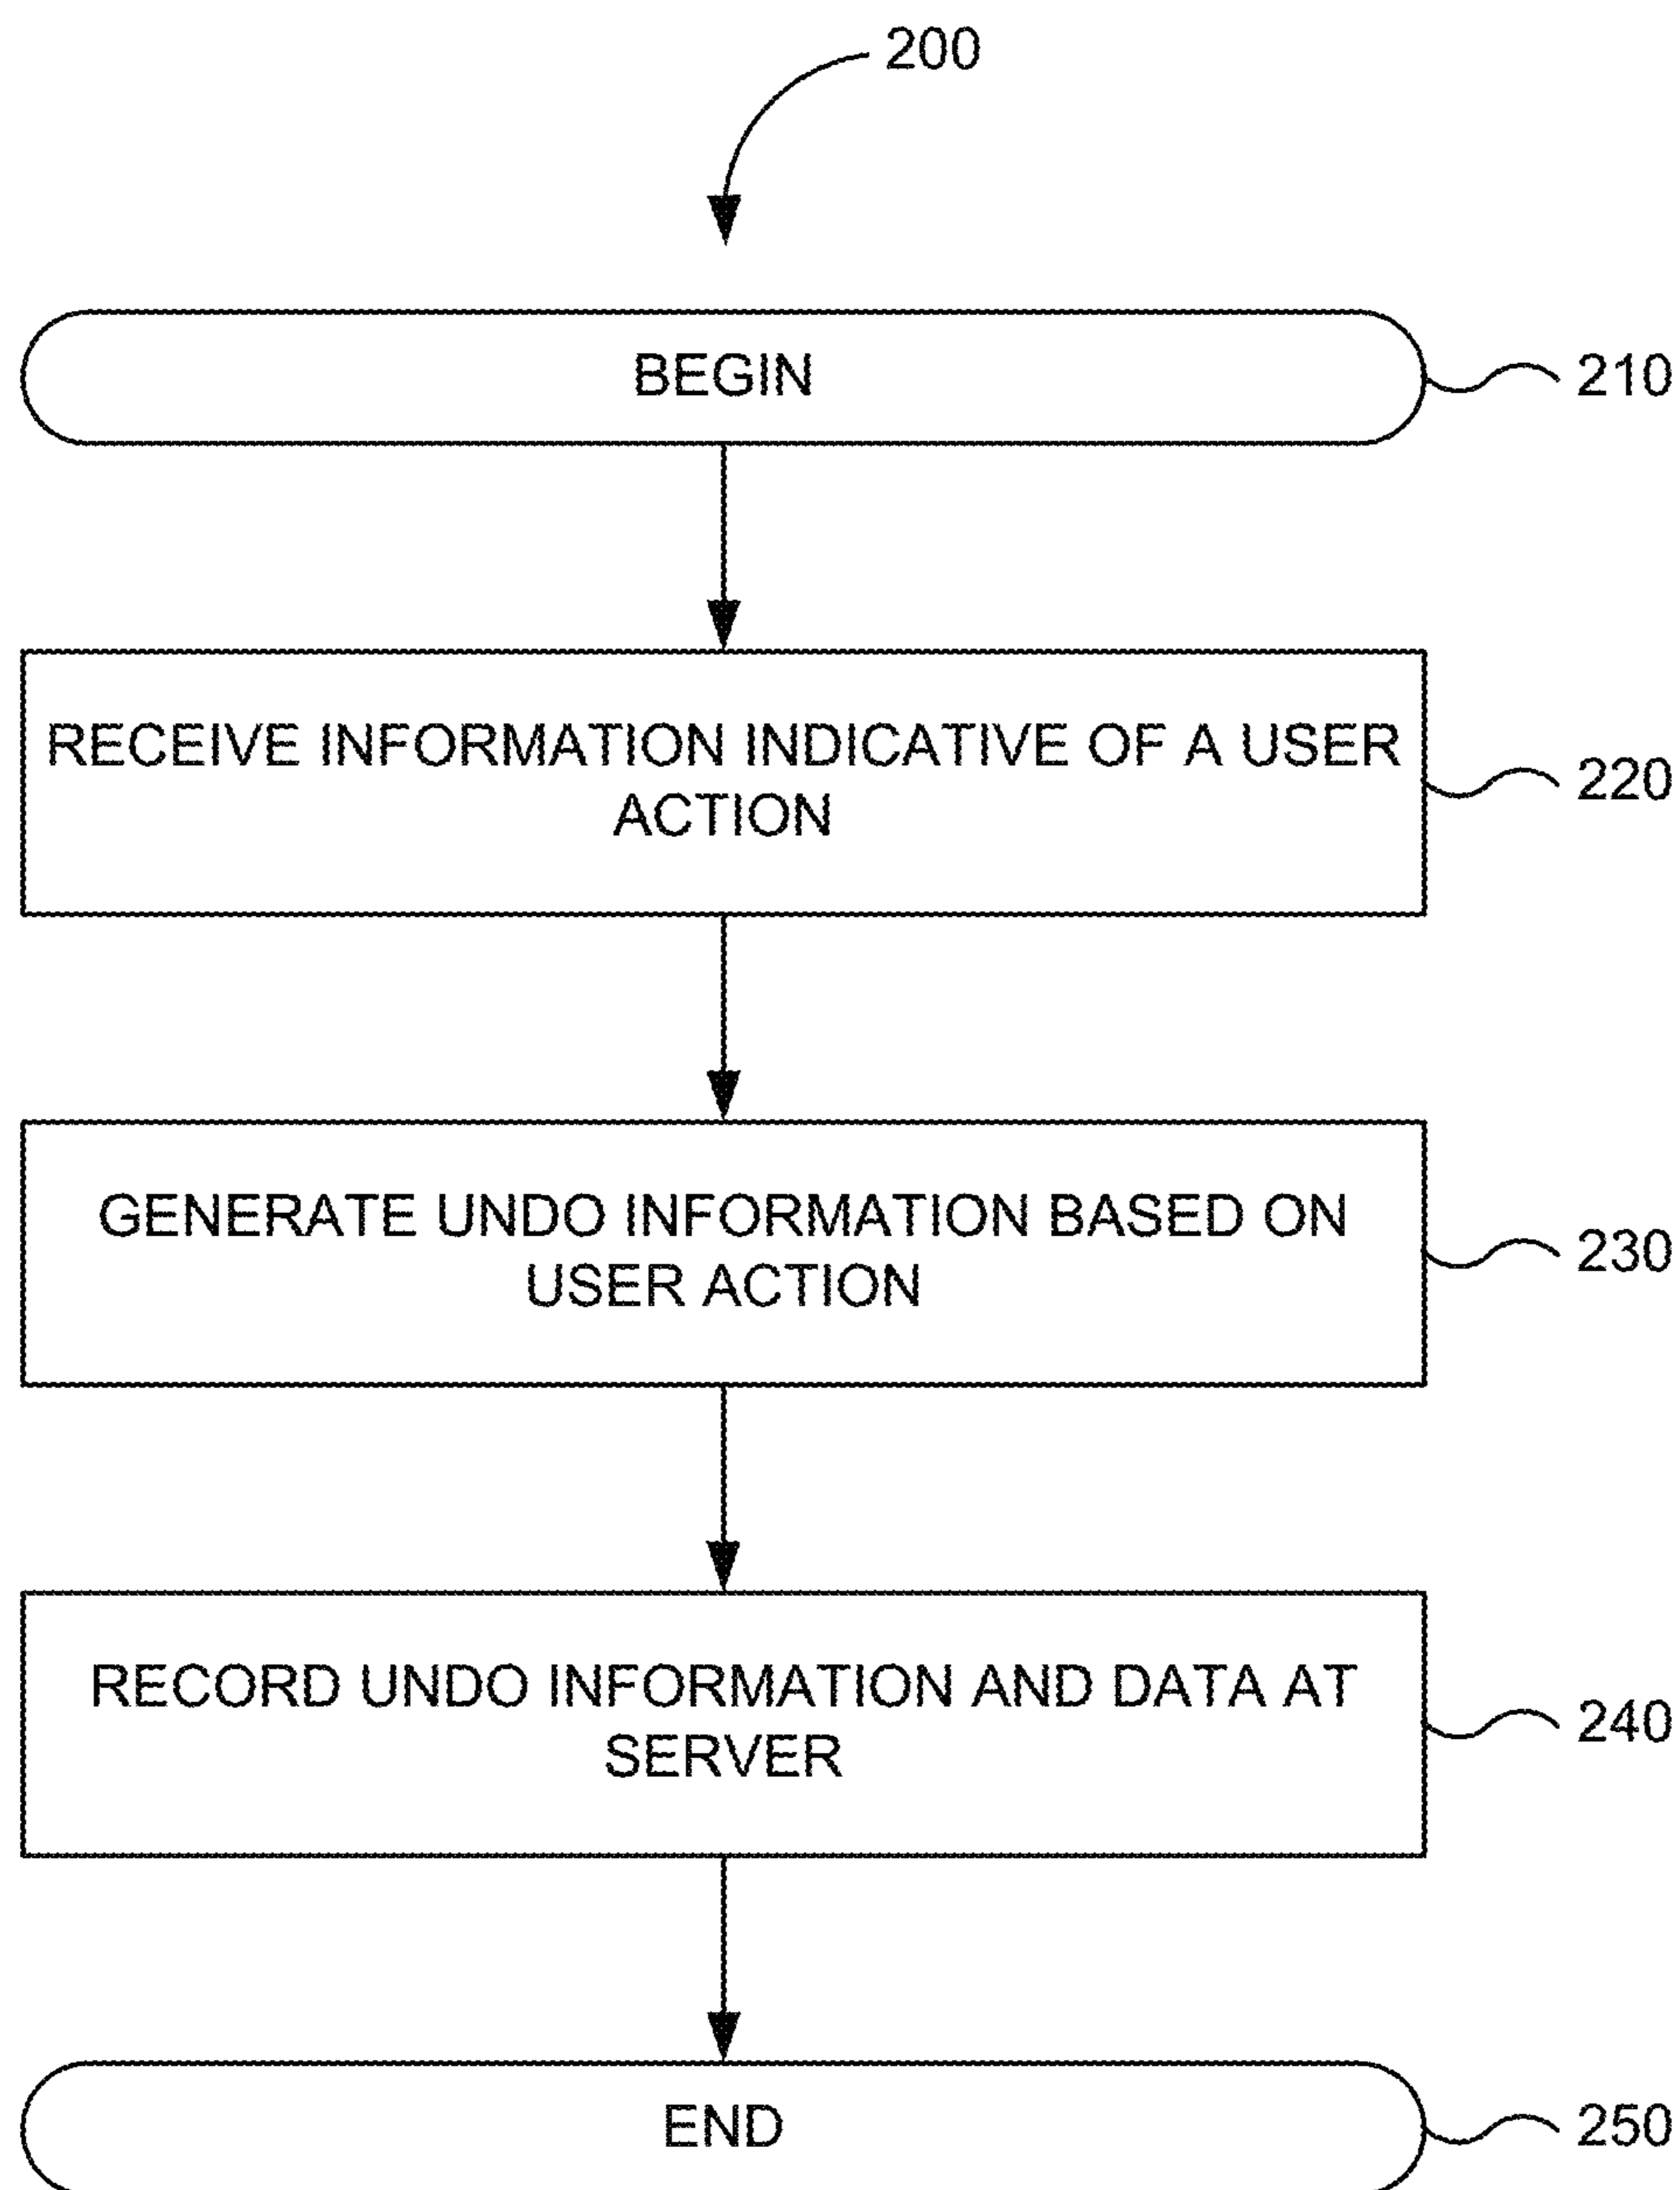 200
BEGIN
210
RECEIVE INFORMATION INDICATIVE OF A USER
ACTION
220
GENERATE UNDO INFORMATION BASED ON
USER ACTION
230
RECORD UNDO INFORMATION AND DATA AT
SERVER
240
END
250